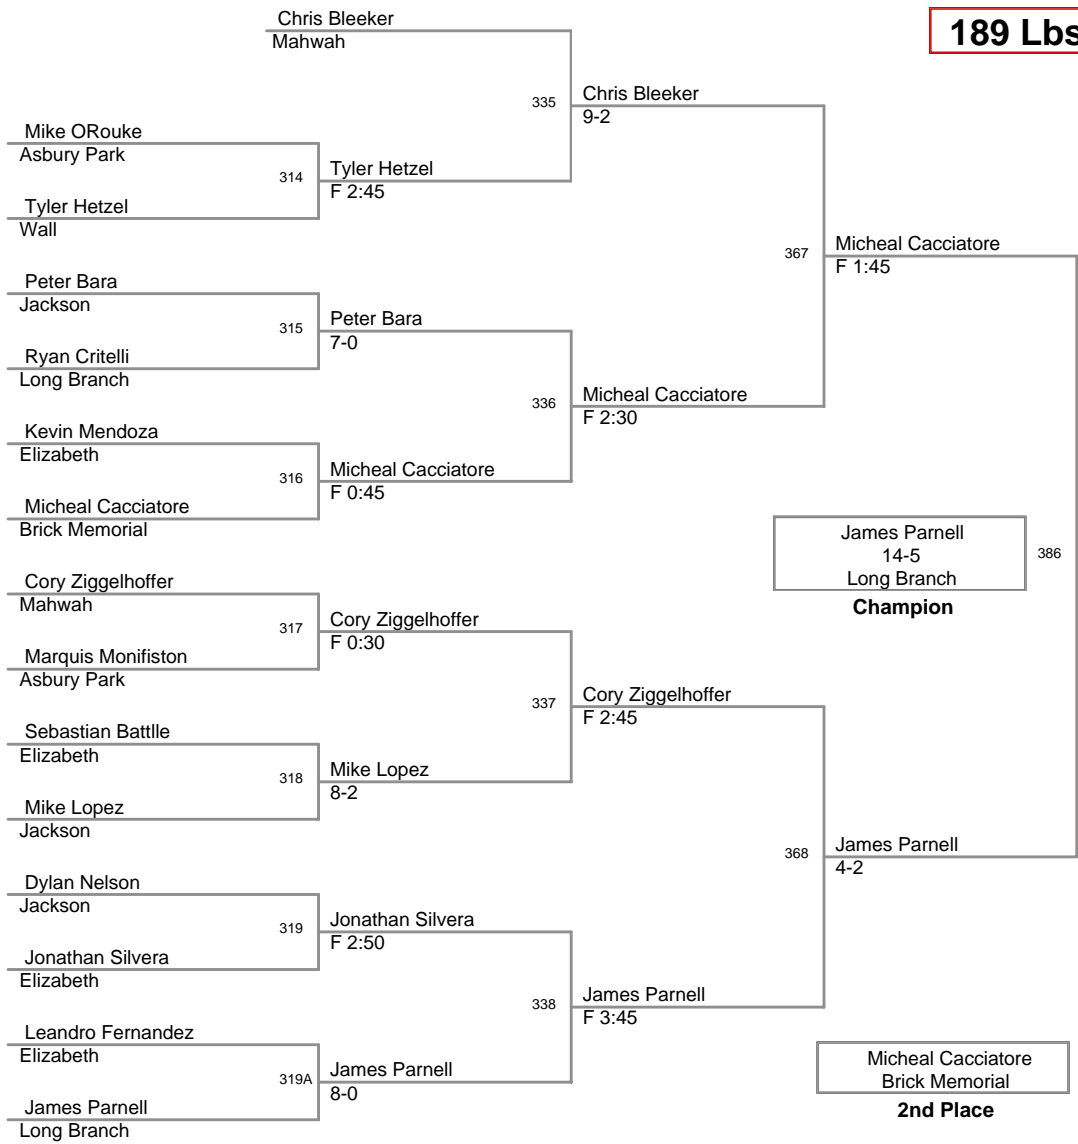 Chris Bleeker
Mahwah
189 Lbs
335
Chris Bleeker
9-2
Mike ORouke
Asbury Park
314
Tyler Hetzel
F 2:45
Tyler Hetzel
Wall
367
Micheal Cacciatore
F 1:45
Peter Bara
Jackson
315
Peter Bara
7-0
Ryan Critelli
Long Branch
336
Micheal Cacciatore
F 2:30
Kevin Mendoza
Elizabeth
316
Micheal Cacciatore
F 0:45
Micheal Cacciatore
Brick Memorial
James Parnell
14-5
Long Branch
386
Champion
Cory Ziggelhoffer
Mahwah
317
Cory Ziggelhoffer
F 0:30
Marquis Monifiston
Asbury Park
337
Cory Ziggelhoffer
F 2:45
Sebastian Battlle
Elizabeth
318
Mike Lopez
8-2
Mike Lopez
Jackson
368
James Parnell
4-2
Dylan Nelson
Jackson
319
Jonathan Silvera
F 2:50
Jonathan Silvera
Elizabeth
338
James Parnell
F 3:45
Leandro Fernandez
Elizabeth
319A
James Parnell
8-0
James Parnell
Long Branch
Micheal Cacciatore
Brick Memorial
2nd Place